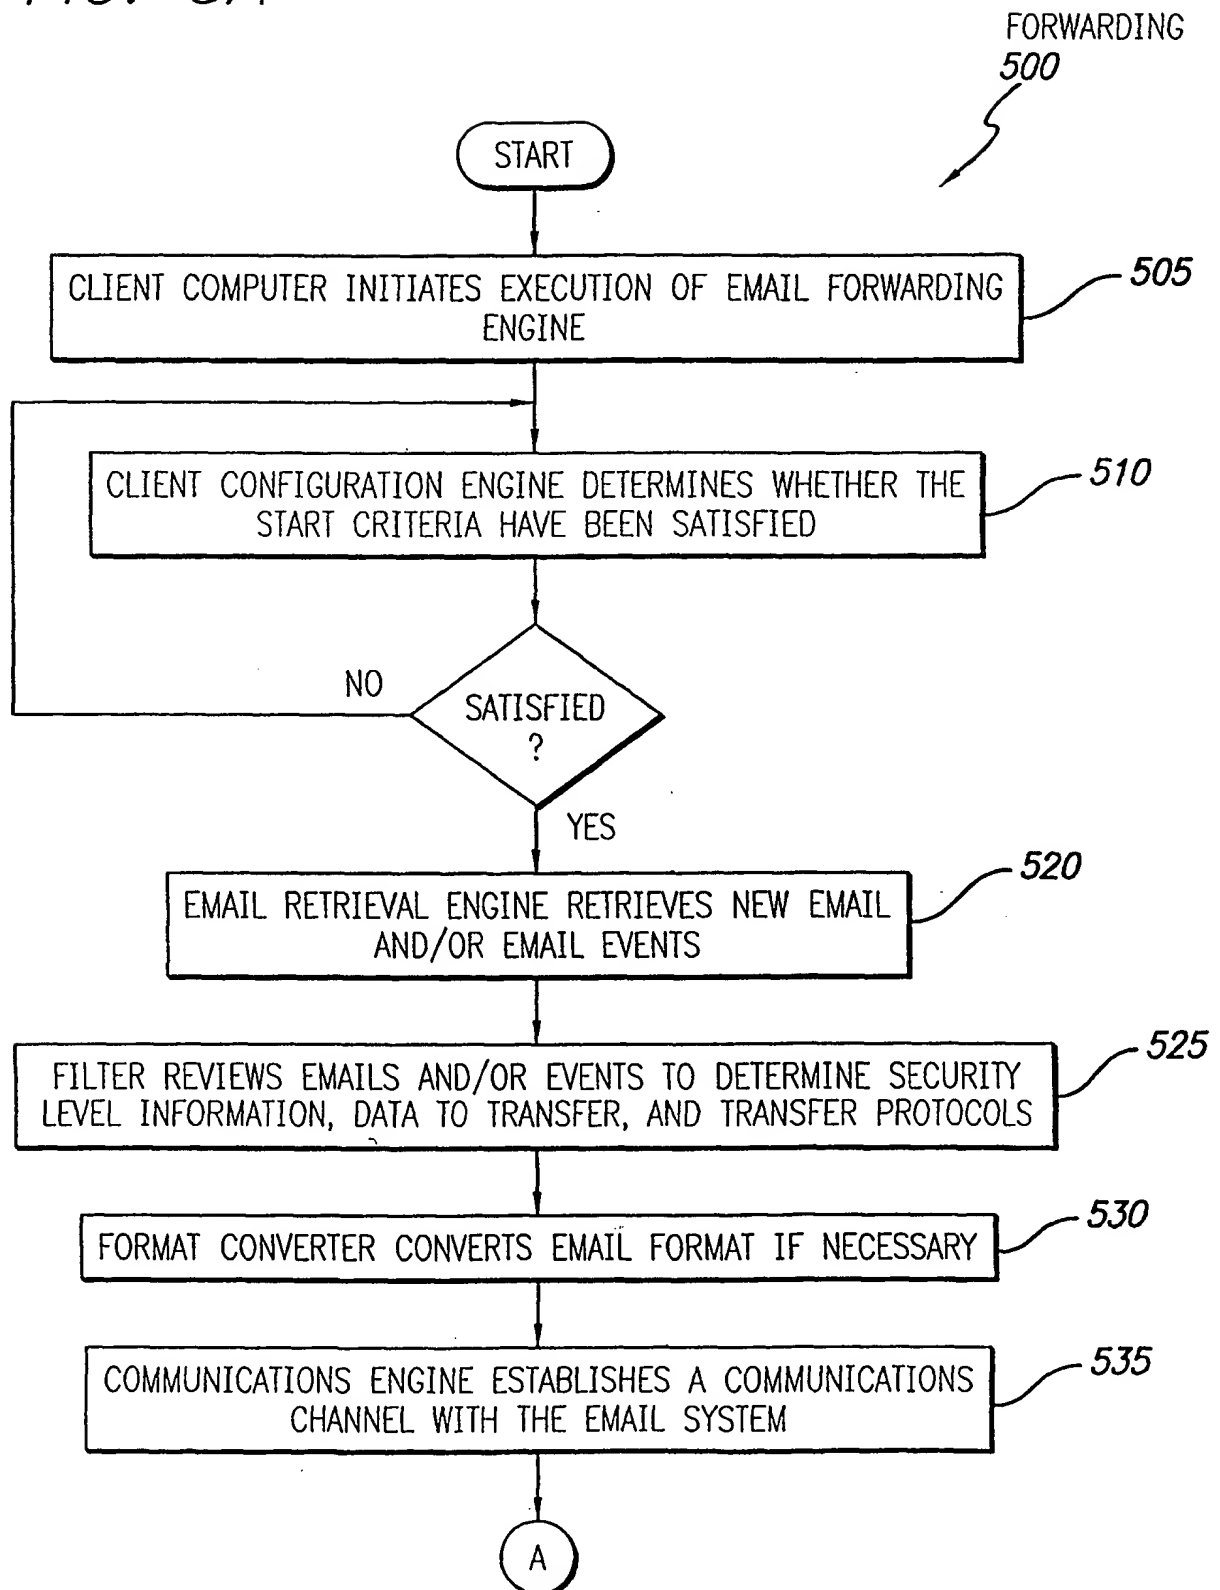 FORWARDING
500
START
CLIENT COMPUTER INITIATES EXECUTION OF EMAIL FORWARDING
ENGINE
505
CLIENT CONFIGURATION ENGINE DETERMINES WHETHER THE
START CRITERIA HAVE BEEN SATISFIED
510
NO
SATISFIED
?
YES
EMAIL RETRIEVAL ENGINE RETRIEVES NEW EMAIL
AND/OR EMAIL EVENTS
520
FILTER REVIEWS EMAILS AND/OR EVENTS TO DETERMINE SECURITY
LEVEL INFORMATION, DATA TO TRANSFER, AND TRANSFER PROTOCOLS
525
FORMAT CONVERTER CONVERTS EMAIL FORMAT IF NECESSARY
530
COMMUNICATIONS ENGINE ESTABLISHES A COMMUNICATIONS
CHANNEL WITH THE EMAIL SYSTEM
535
A